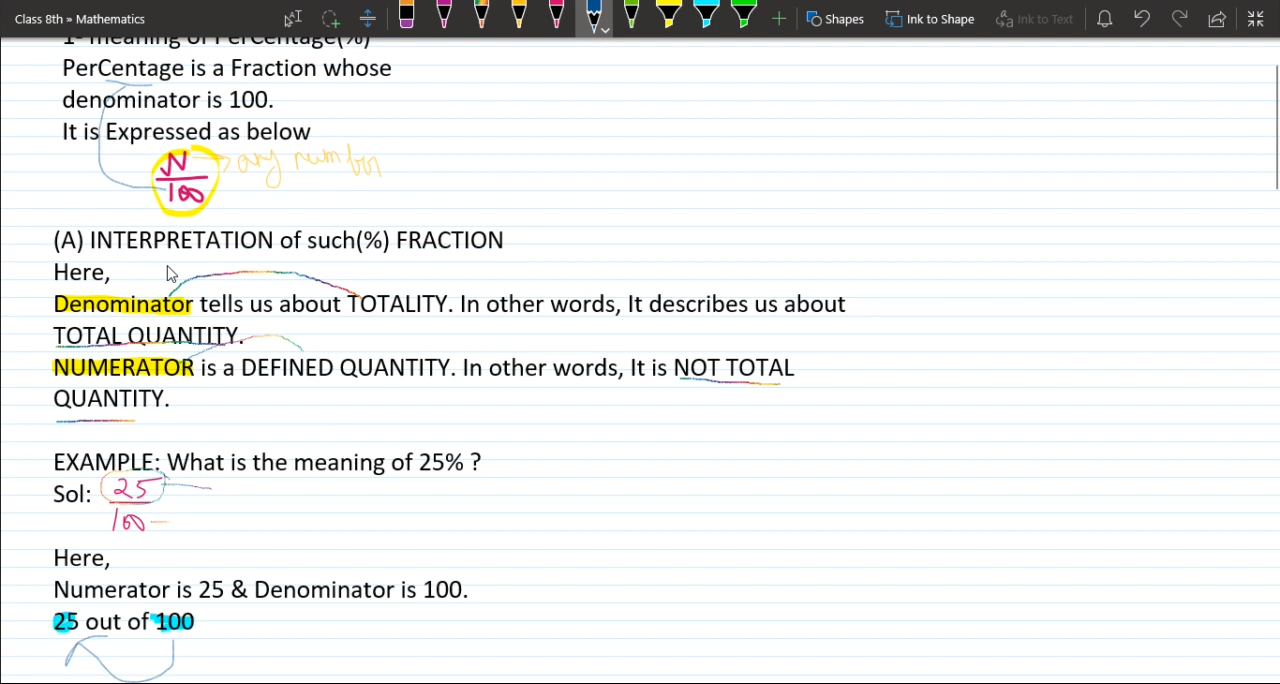 Class 8th » Mathematics
Shapes
Ink to Shape
Ink to Text
1- meaning of PerCentage(%)
PerCentage is a Fraction whose
denominator is 100.
It is Expressed as below
N → any number
100
(A) INTERPRETATION of such(%) FRACTION
Here,
Denominator tells us about TOTALITY. In other words, It describes us about
TOTAL QUANTITY.
NUMERATOR is a DEFINED QUANTITY. In other words, It is NOT TOTAL
QUANTITY.
EXAMPLE: What is the meaning of 25% ?
Sol: 25
100
Here,
Numerator is 25 & Denominator is 100.
25 out of 100